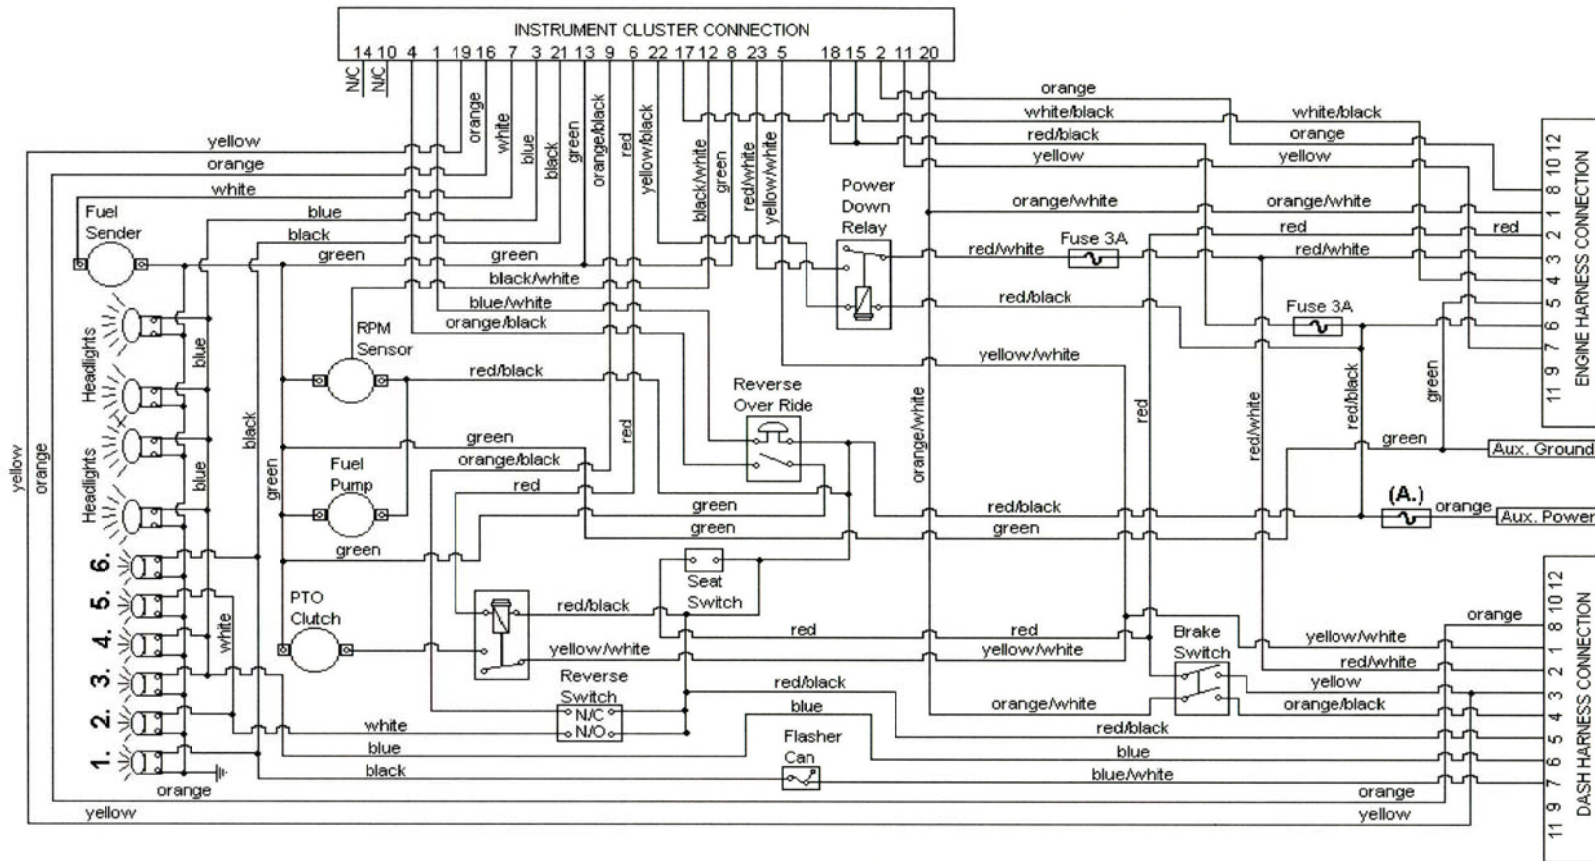 INSTRUMENT CLUSTER CONNECTION
14 10 4 1 19 16 7 3 21 13 9 6 22 17 12 8 23 5 18 15 2 11 20
N/C
N/C
orange
white
blue
black
green
orange/black
red
yellow/black
black/white
green
red/white
yellow/white
orange
white/black
white/black
red/black
orange
yellow
yellow
yellow
orange
white
blue
black
green
green
black/white
blue/white
orange/black
Fuel
Sender
Power
Down
Relay
orange/white
orange/white
red
red
red/white
Fuse 3A
red/white
red/black
Fuse 3A
ENGINE HARNESS CONNECTION
12
10
8
1
2
3
4
5
6
7
9
11
Headlights
Headlights
blue
blue
black
green
RPM
Sensor
red/black
yellow/white
Reverse
Over Ride
red
orange/white
red
red/white
red/black
green
green
orange/black
red
green
Aux. Ground
Fuel
Pump
green
green
green
red/black
green
(A.)
orange
Aux. Power
yellow
orange
6.
5.
4.
3.
2.
1.
white
PTO
Clutch
red/black
Seat
Switch
red
red
yellow/white
yellow/white
Brake
Switch
orange
yellow/white
red/white
yellow
orange/black
Reverse
Switch
N/C
N/O
red/black
orange/white
red/black
white
blue
blue
blue
Flasher
Can
black
blue/white
orange
orange
yellow
yellow
DASH HARNESS CONNECTION
12
10
8
1
2
3
4
5
6
7
9
11